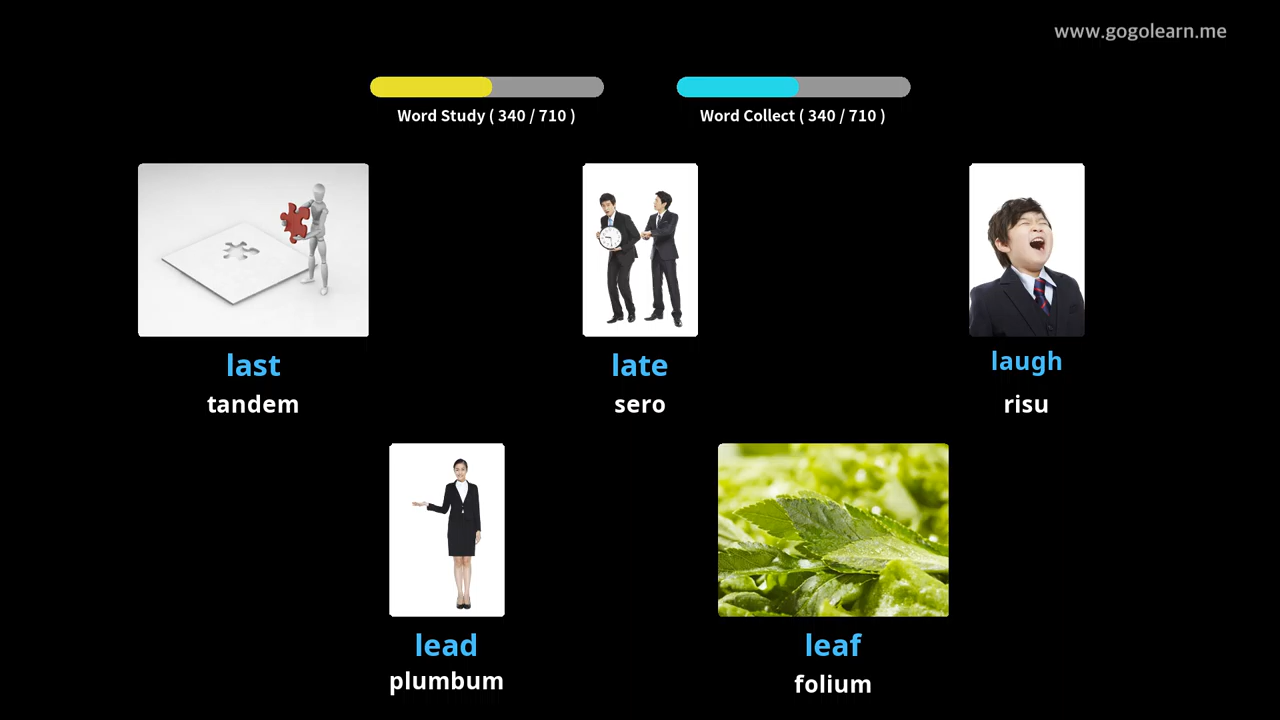 www.gogolearn.me
Word Study ( 340 / 710 )
Word Collect ( 340 / 710 )
last
tandem
late
sero
laugh
risu
lead
plumbum
leaf
folium